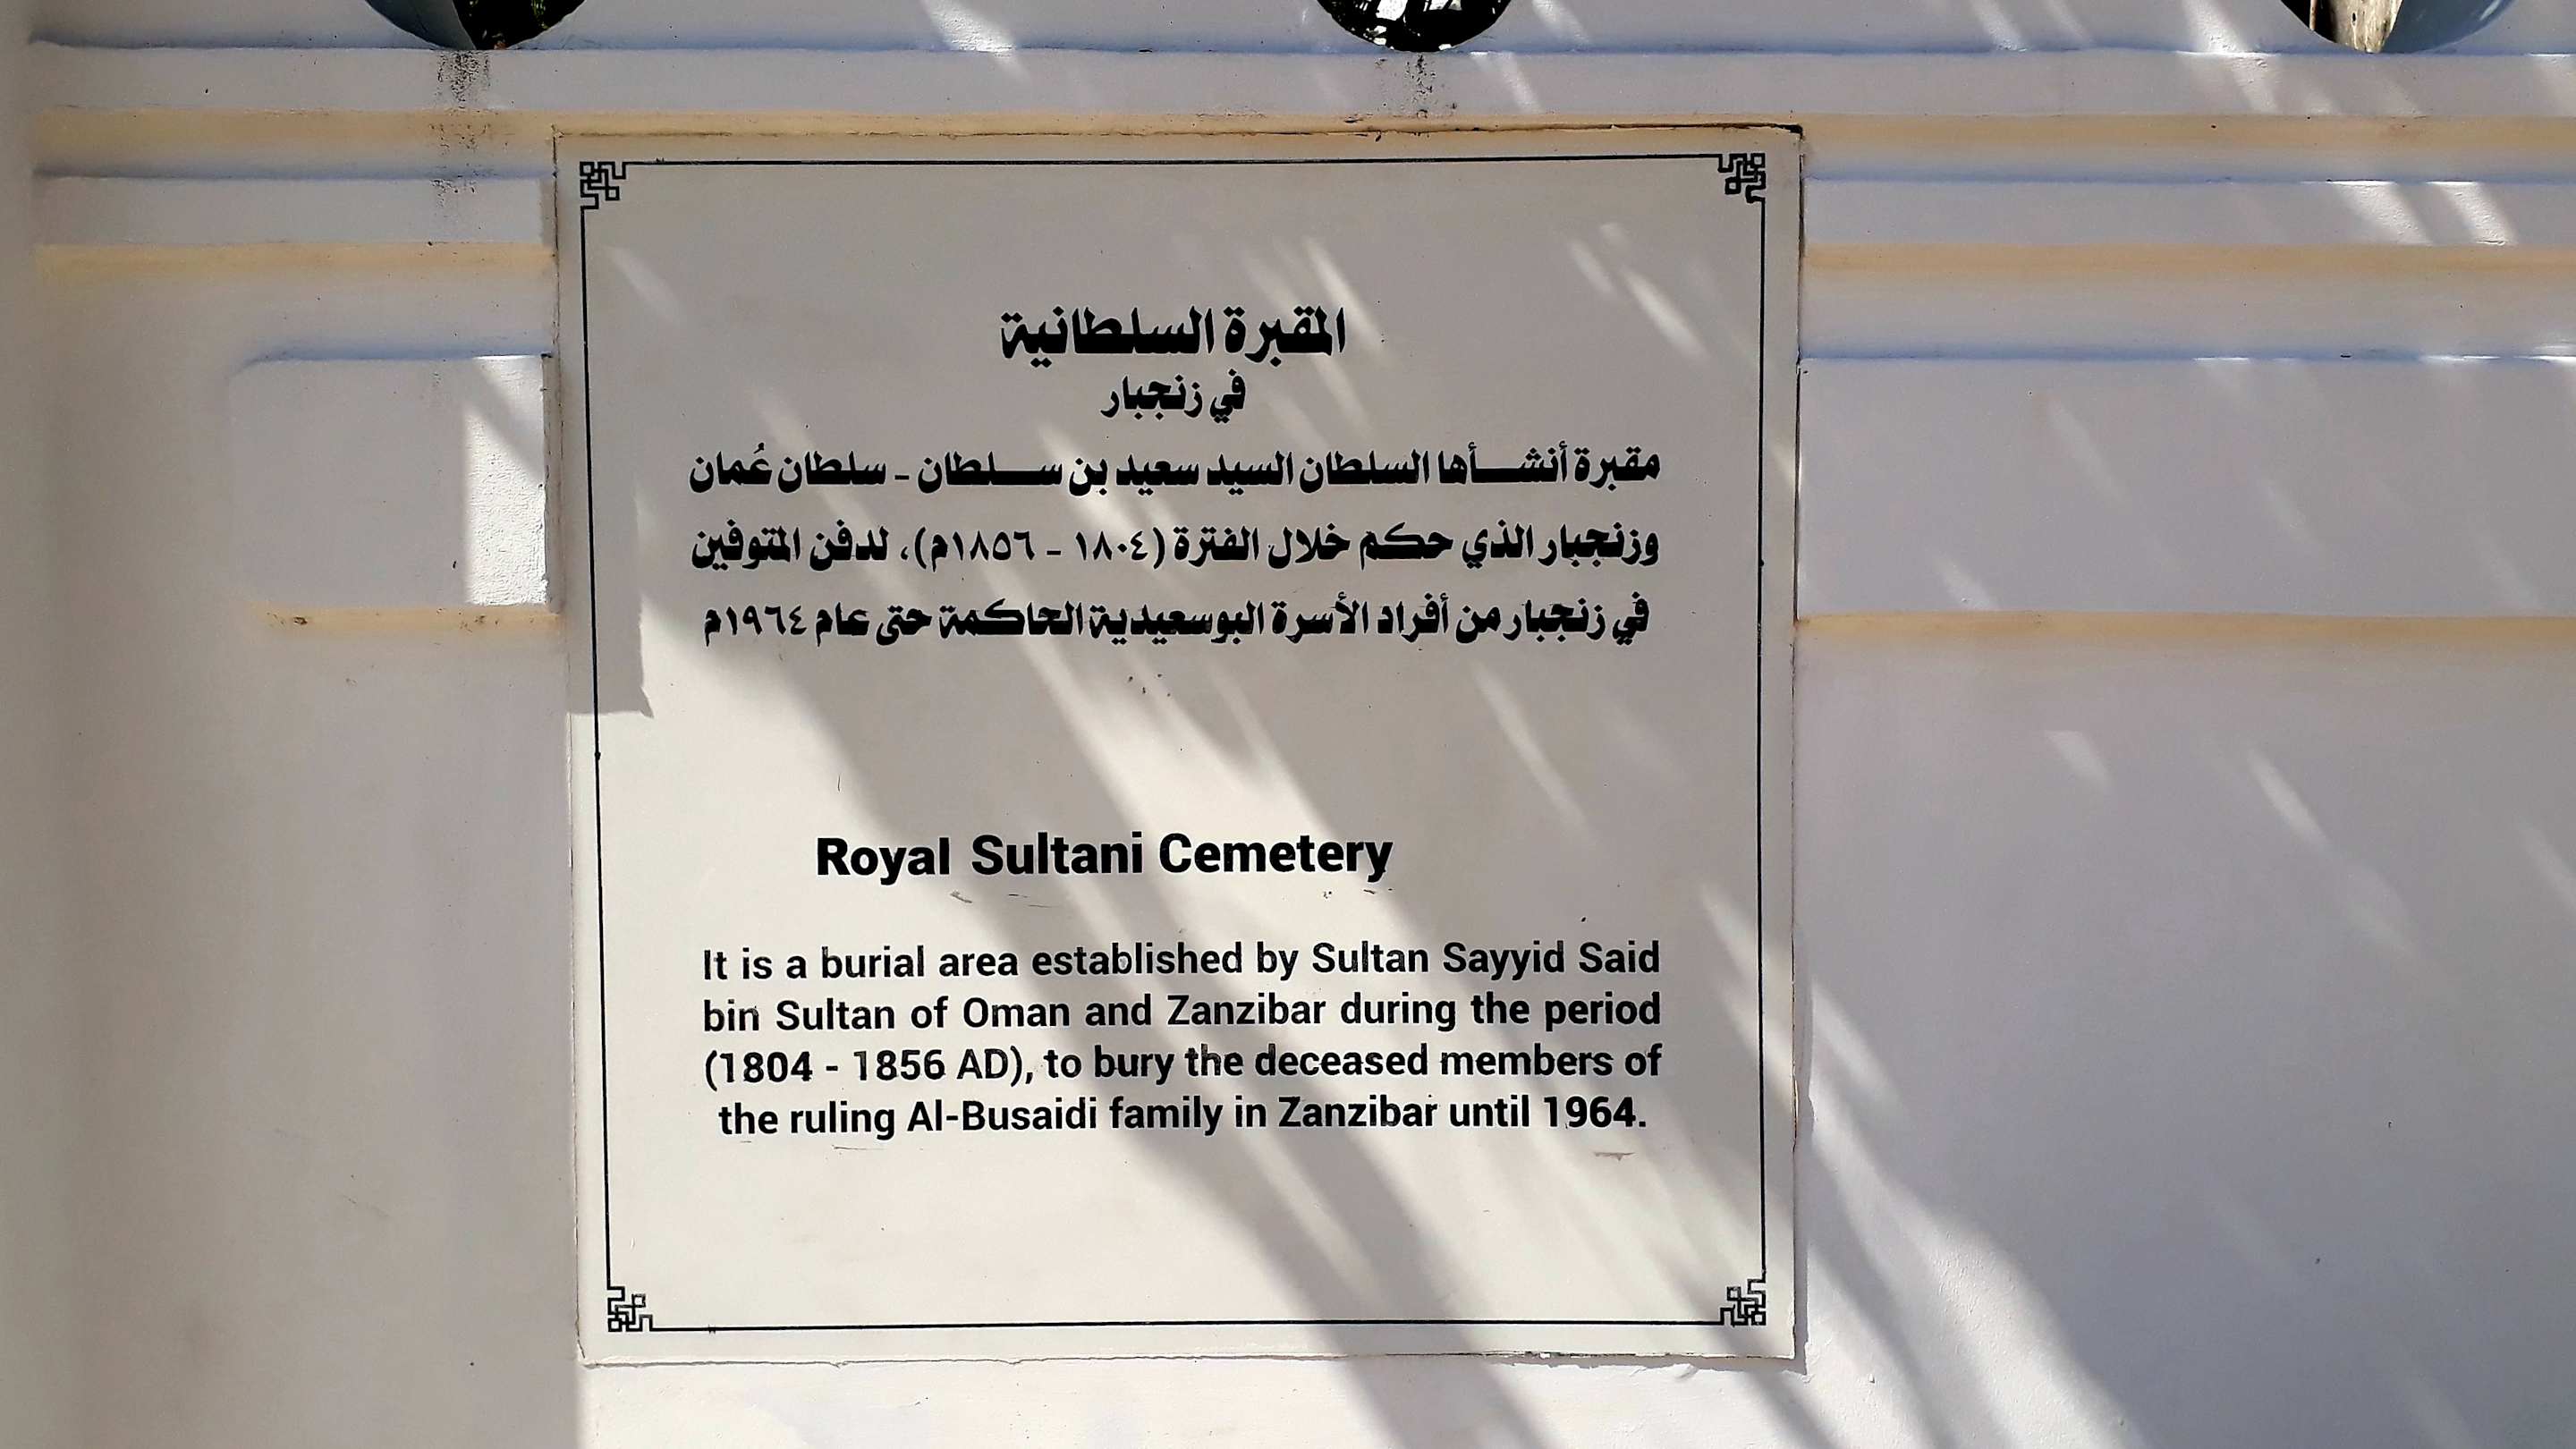 المقبرة السلطانية
في زنجبار
مقبرة أنشأها السلطان السيد سعيد بن سلطان - سلطان عُمان
وزنجبار الذي حكم خلال الفترة (١٨٠٤ - ١٨٥٦م)، لدفن المتوفين
في زنجبار من أفراد الأسرة البوسعيدية الحاكمة حتى عام ١٩٦٤م
Royal Sultani Cemetery
It is a burial area established by Sultan Sayyid Said
bin Sultan of Oman and Zanzibar during the period
(1804 - 1856 AD), to bury the deceased members of
the ruling Al-Busaidi family in Zanzibar until 1964.